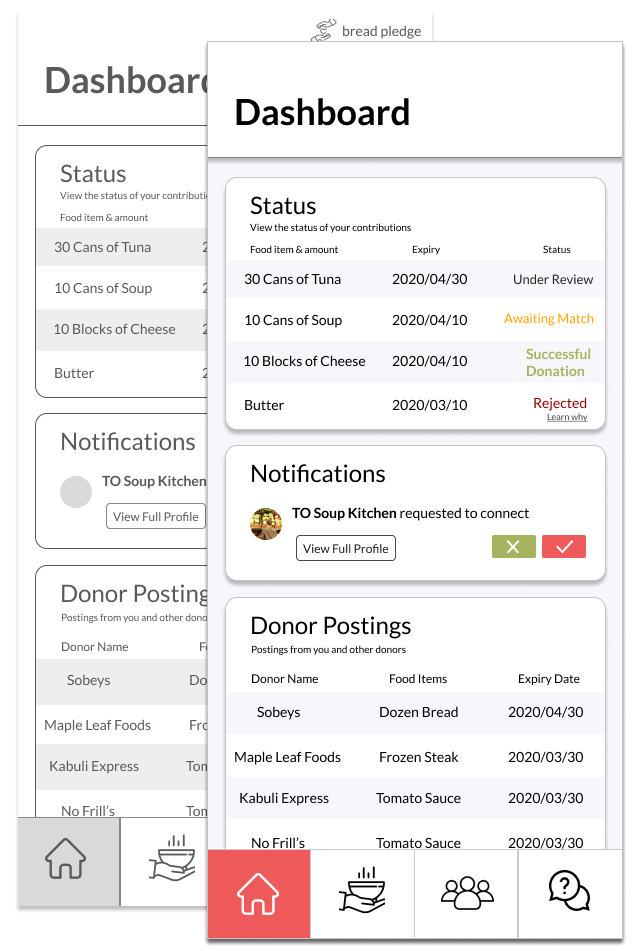 bread pledge
Dashboard
Status
View the status of your contributi
Food item & amount
30 Cans of Tuna 2
10 Cans of Soup 2
10 Blocks of Cheese 2
Butter 2
Notifications
TO Soup Kitchen
View Full Profile
Donor Posting
Postings from you and other dono
Donor Name F
Sobeys Do
Maple Leaf Foods Fro
Kabuli Express Tom
No Frill's Tom
Dashboard
Status
View the status of your contributions
Food item & amount Expiry Status
30 Cans of Tuna 2020/04/30 Under Review
10 Cans of Soup 2020/04/10 Awaiting Match
10 Blocks of Cheese 2020/04/10 Successful
Donation
Butter 2020/03/10 Rejected
Learn why
Notifications
TO Soup Kitchen requested to connect
View Full Profile
Donor Postings
Postings from you and other donors
Donor Name Food Items Expiry Date
Sobeys Dozen Bread 2020/04/30
Maple Leaf Foods Frozen Steak 2020/03/30
Kabuli Express Tomato Sauce 2020/03/30
No Frill's Tomato Sauce 2020/03/30